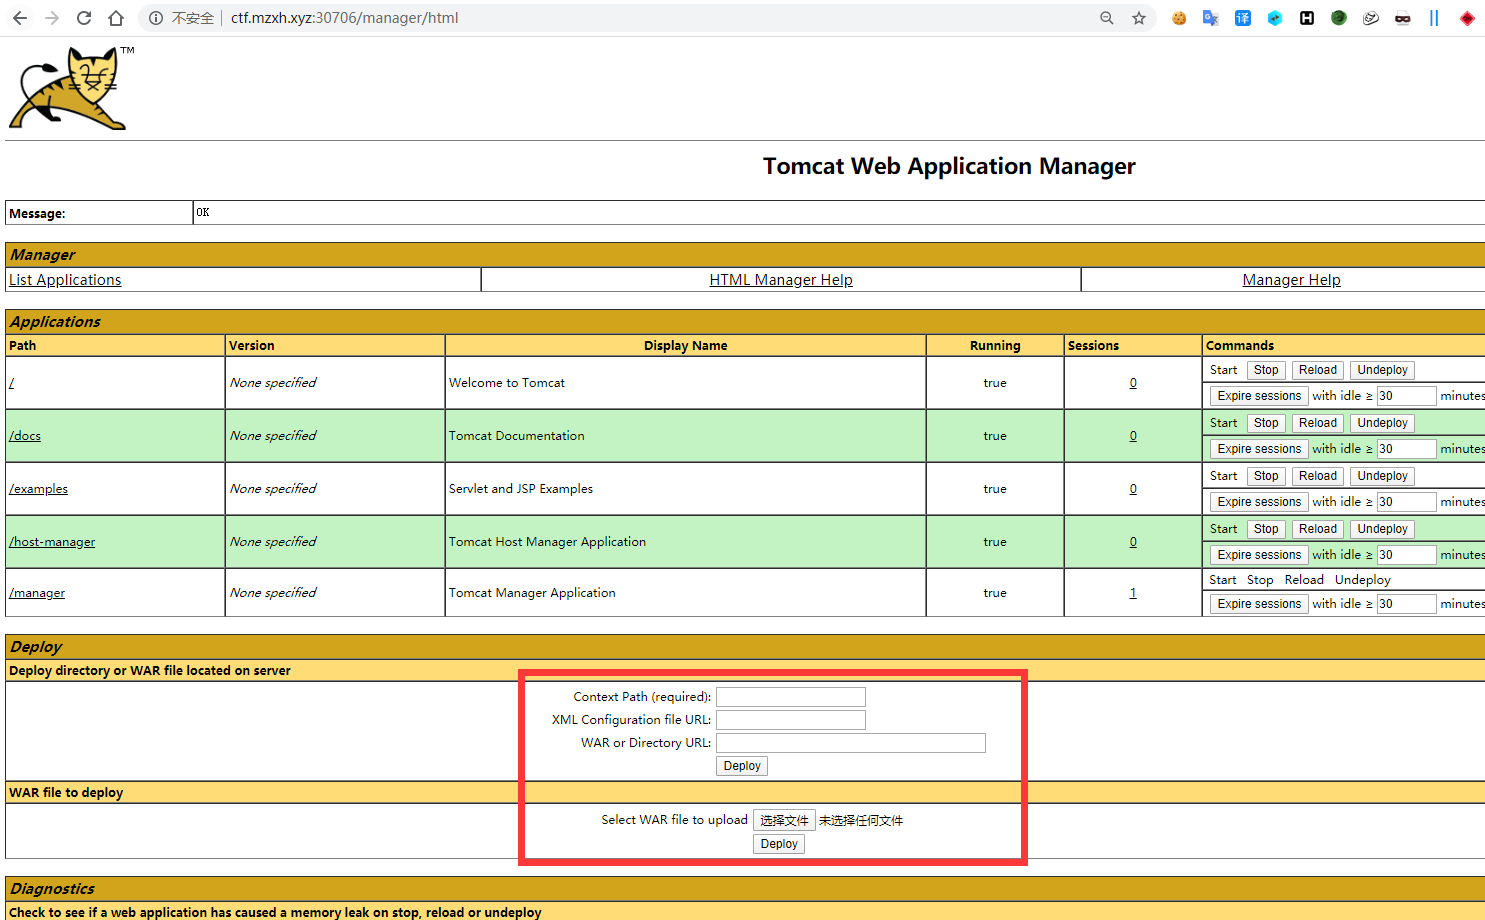 不安全 ctf.mzxh.xyz:30706/manager/html
TM
Tomcat Web Application Manager
Message: OK
Manager
List Applications HTML Manager Help Manager Help
Applications
Path Version Display Name Running Sessions Commands
/ None specified Welcome to Tomcat true 0 Start Stop Reload Undeploy
Expire sessions with idle ≥ 30 minutes
/docs None specified Tomcat Documentation true 0 Start Stop Reload Undeploy
Expire sessions with idle ≥ 30 minutes
/examples None specified Servlet and JSP Examples true 0 Start Stop Reload Undeploy
Expire sessions with idle ≥ 30 minutes
/host-manager None specified Tomcat Host Manager Application true 0 Start Stop Reload Undeploy
Expire sessions with idle ≥ 30 minutes
/manager None specified Tomcat Manager Application true 1 Start Stop Reload Undeploy
Expire sessions with idle ≥ 30 minutes
Deploy
Deploy directory or WAR file located on server
Context Path (required):
XML Configuration file URL:
WAR or Directory URL:
Deploy
WAR file to deploy
Select WAR file to upload 选择文件 未选择任何文件
Deploy
Diagnostics
Check to see if a web application has caused a memory leak on stop, reload or undeploy